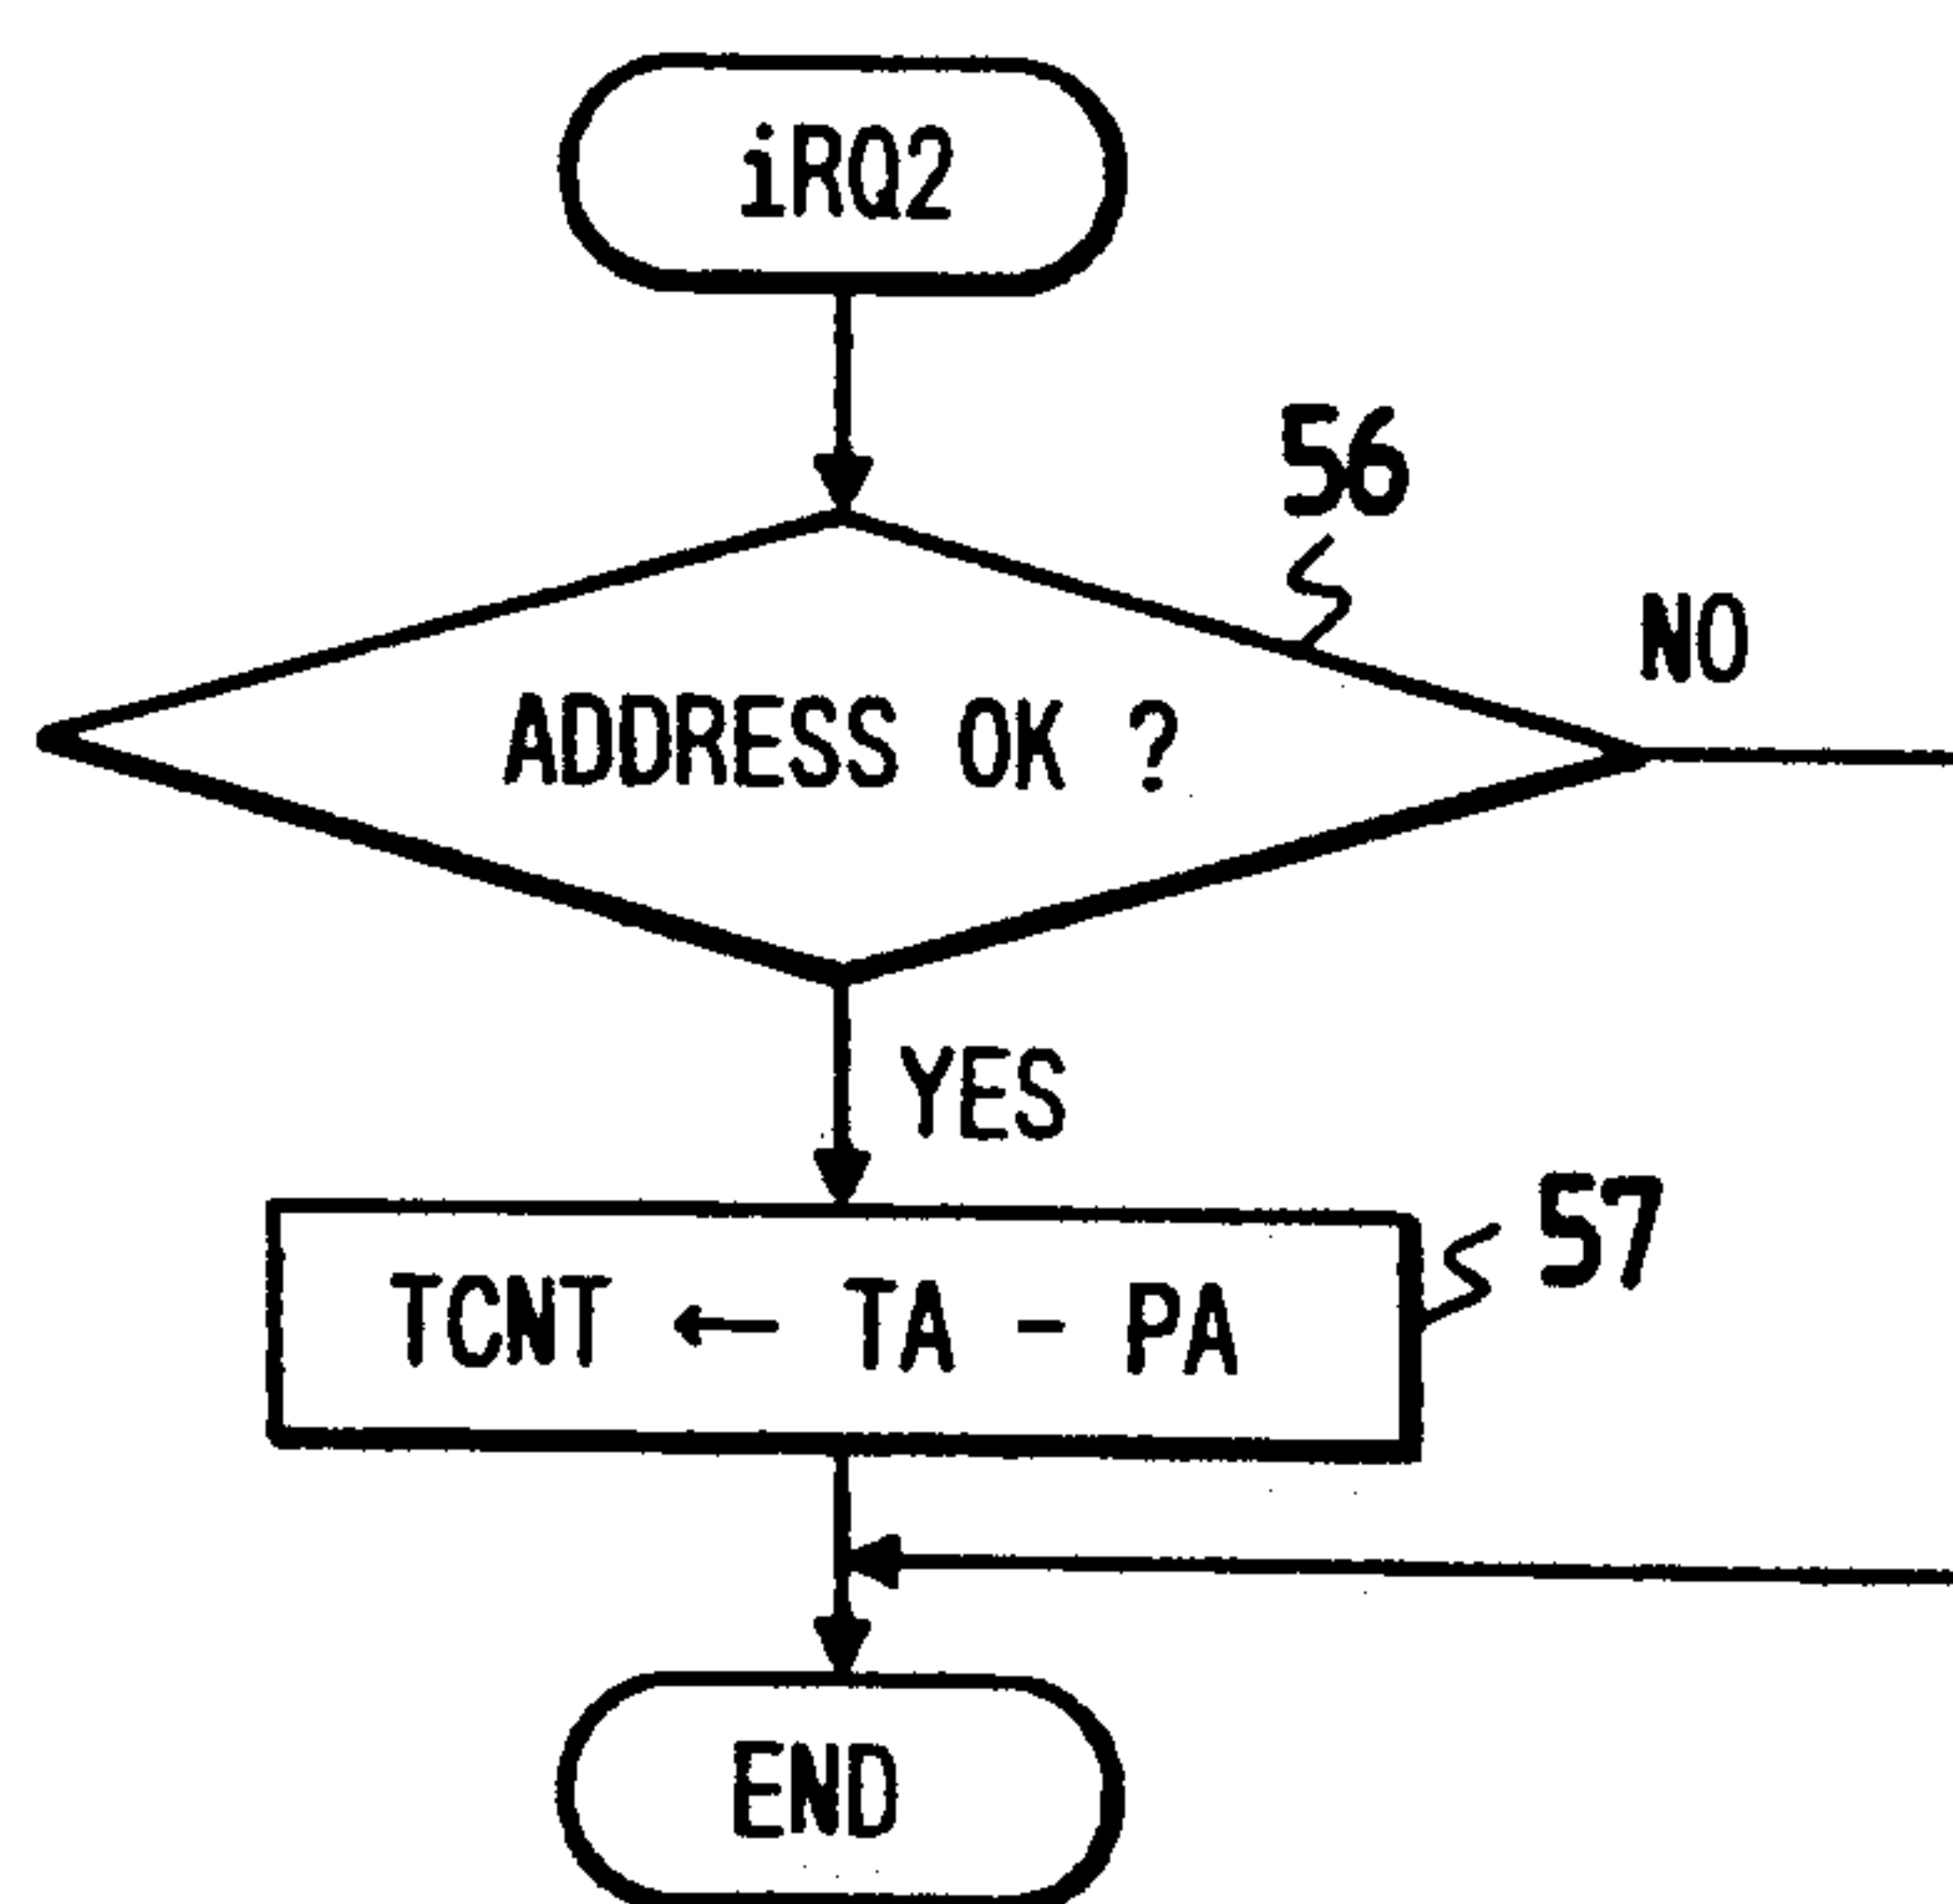 iRQ2
56
NO
ADDRESS OK ?
YES
57
TCNT ← TA - PA
END